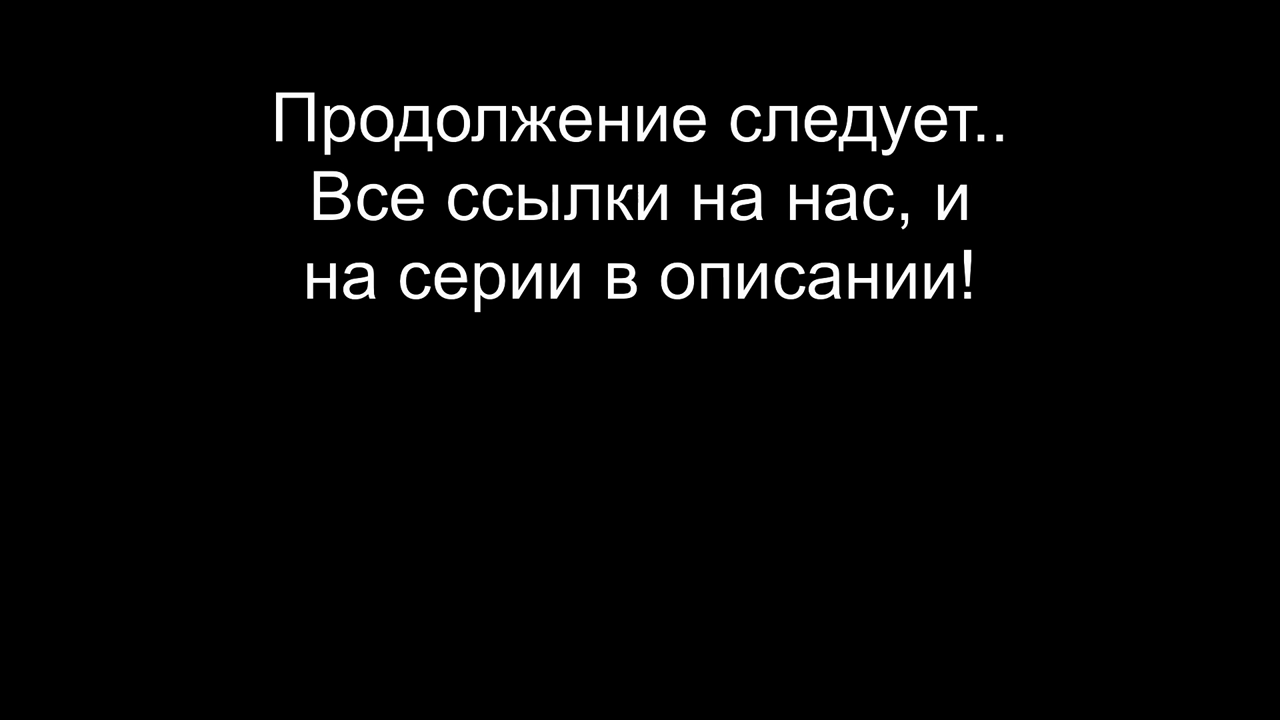 Продолжение следует..
Все ссылки на нас, и
на серии в описании!